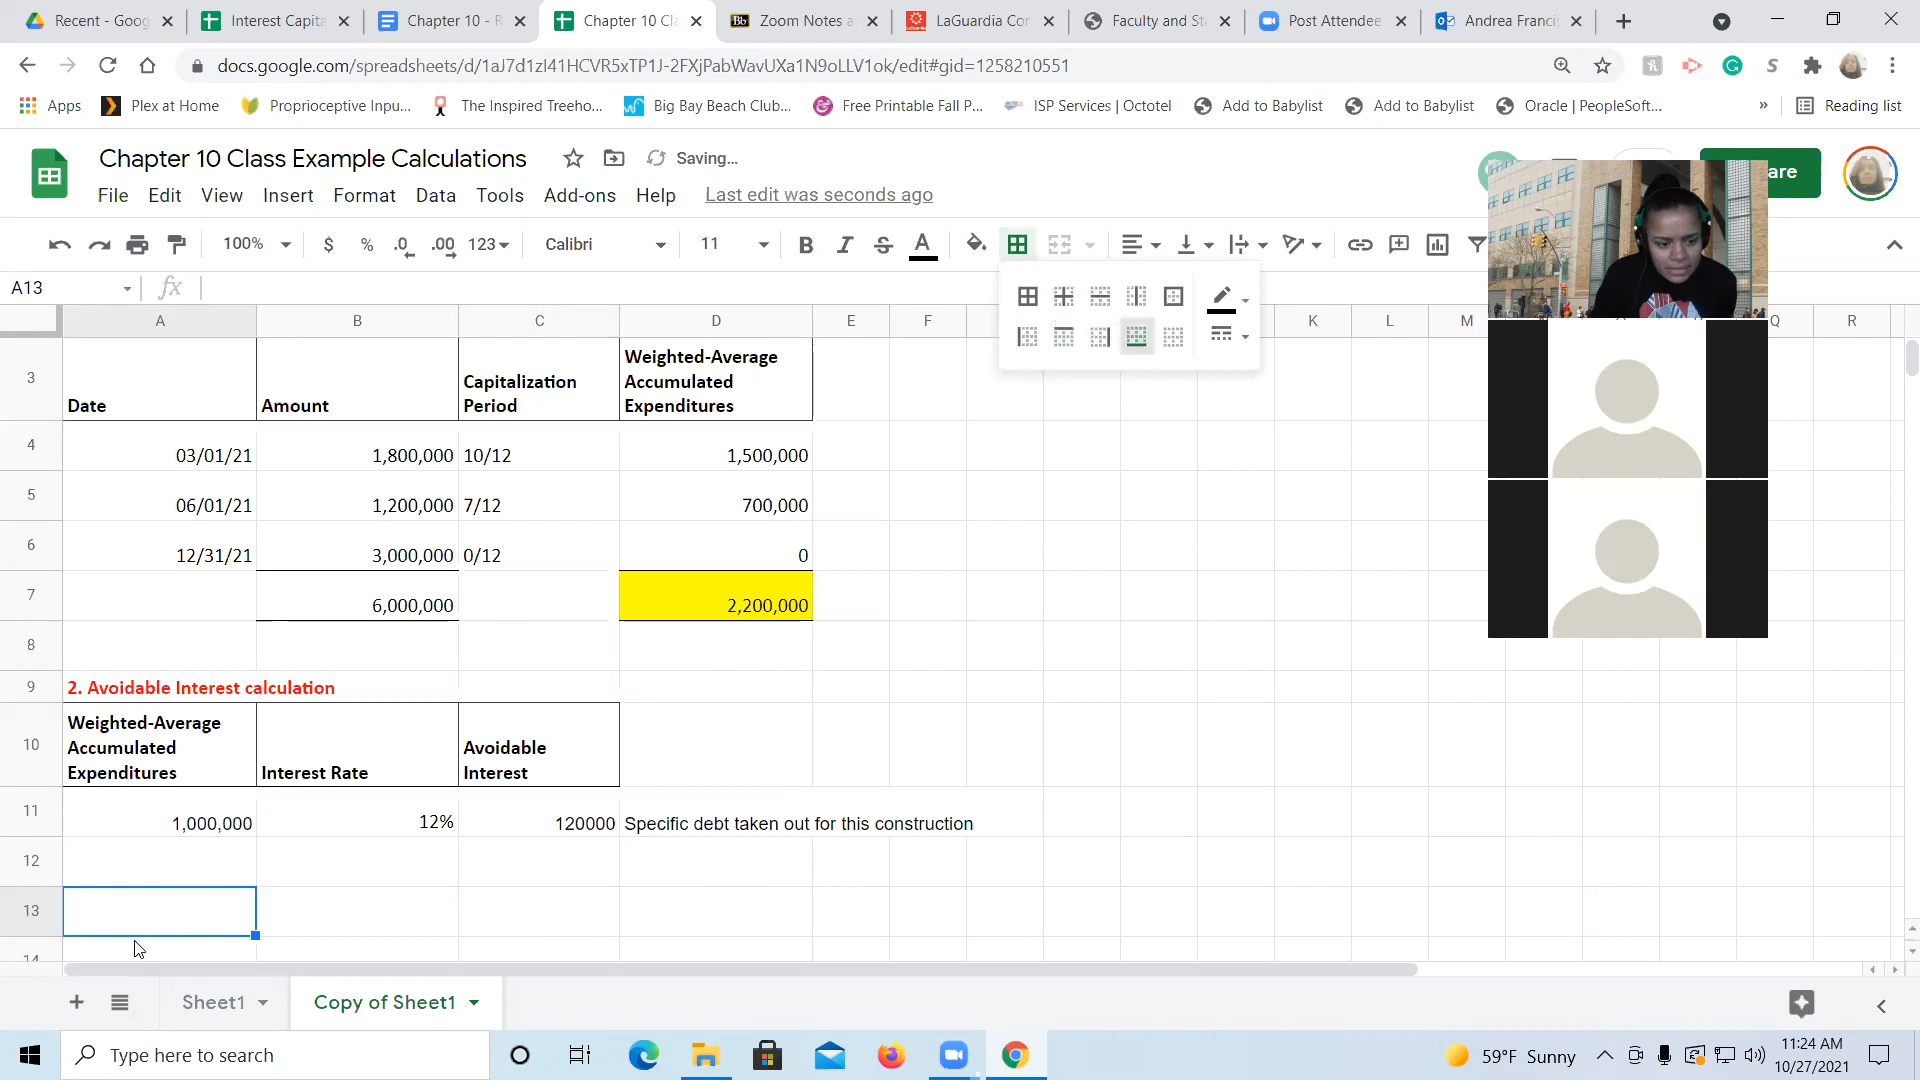 Recent - Goog
Interest Capita
Chapter 10 - R
Chapter 10 Cla
Bb
Zoom Notes a
LaGuardia Cor
Faculty and St
Post Attendee
Andrea Franci
docs.google.com/spreadsheets/d/1aJ7d1zI41HCVR5xTP1J-2FXjPabWavUXa1N9oLLV1ok/edit#gid=1258210551
Apps
Plex at Home
Proprioceptive Inpu...
The Inspired Treeho...
Big Bay Beach Club...
Free Printable Fall P...
ISP Services | Octotel
Add to Babylist
Add to Babylist
Oracle | PeopleSoft...
»
Reading list
Chapter 10 Class Example Calculations
Saving...
are
File Edit View Insert Format Data Tools Add-ons Help
Last edit was seconds ago
100% $ % .0 .00 123 Calibri 11 B I S A
A13 fx
A B C D E F K L M Q R
3
Date
Amount
Capitalization
Period
Weighted-Average
Accumulated
Expenditures
4 03/01/21 1,800,000 10/12 1,500,000
5 06/01/21 1,200,000 7/12 700,000
6 12/31/21 3,000,000 0/12 0
7 6,000,000 2,200,000
8
9 2. Avoidable Interest calculation
10
Weighted-Average
Accumulated
Expenditures
Interest Rate
Avoidable
Interest
11 1,000,000 12% 120000 Specific debt taken out for this construction
12
13
14
Sheet1
Copy of Sheet1
Type here to search
59°F Sunny
11:24 AM
10/27/2021